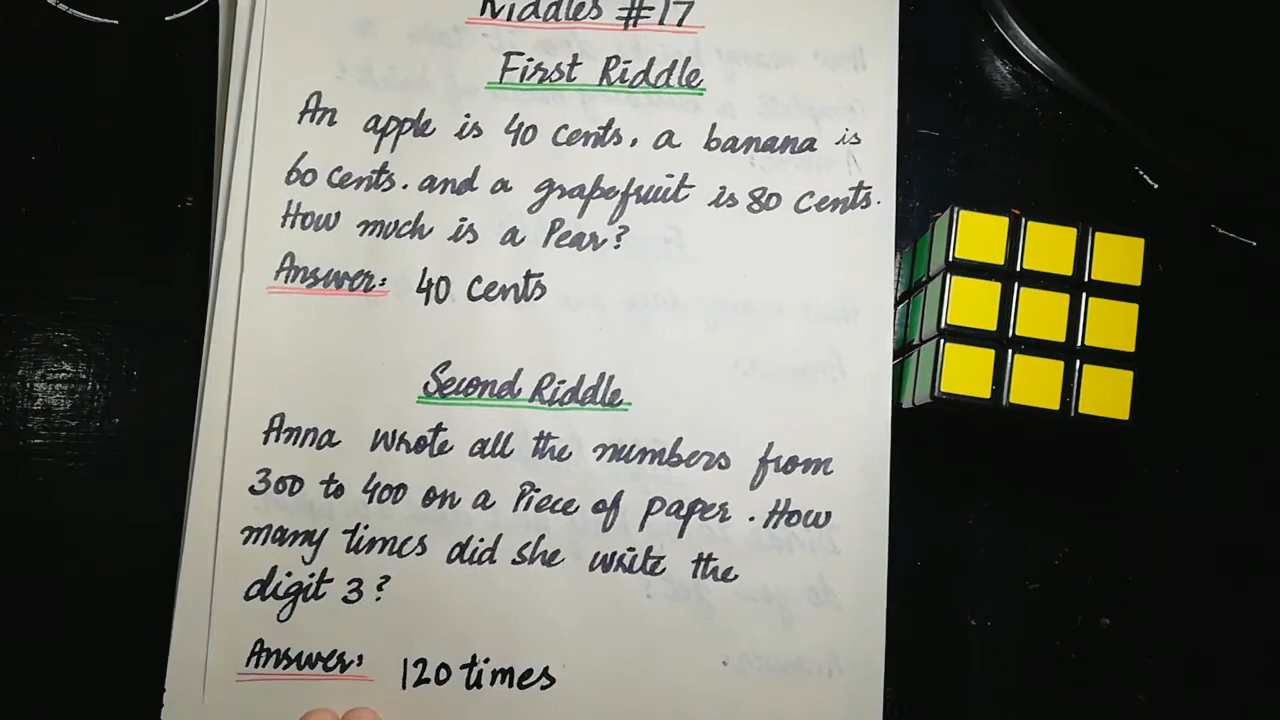 Riddles #17
First Riddle
An apple is 40 cents, a banana is
60 cents. and a grapefruit is 80 cents.
How much is a Pear?
Answer: 40 cents
Second Riddle
Anna wrote all the numbers from
300 to 400 on a Piece of paper. How
many times did she write the
digit 3?
Answer: 120 times